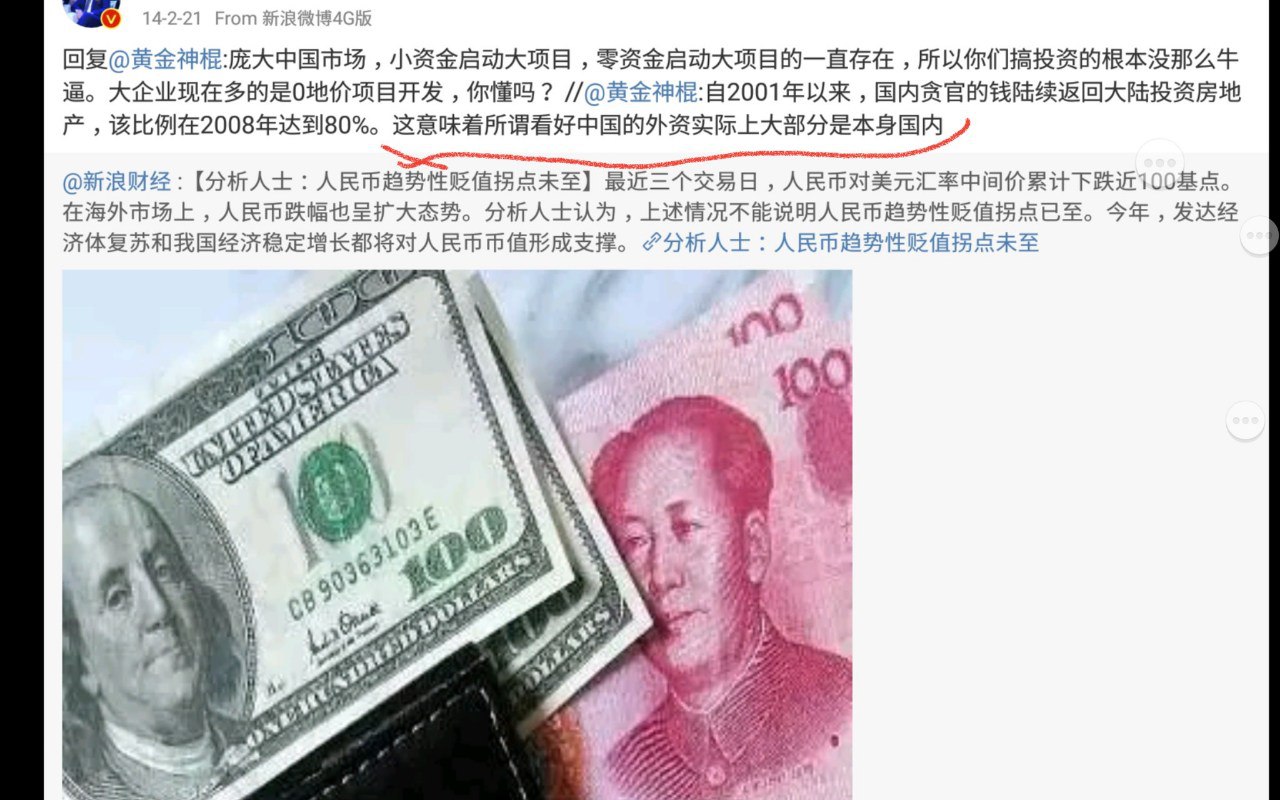 14-2-21 From 新浪微博4G版
回复@黄金神棍:庞大中国市场，小资金启动大项目，零资金启动大项目的一直存在，所以你们搞投资的根本没那么牛
逼。大企业现在多的是0地价项目开发，你懂吗？//@黄金神棍:自2001年以来，国内贪官的钱陆续返回大陆投资房地
产，该比例在2008年达到80%。这意味着所谓看好中国的外资实际上大部分是本身国内
@新浪财经：【分析人士：人民币趋势性贬值拐点未至】最近三个交易日，人民币对美元汇率中间价累计下跌近100基点。
在海外市场上，人民币跌幅也呈扩大态势。分析人士认为，上述情况不能说明人民币趋势性贬值拐点已至。今年，发达经
济体复苏和我国经济稳定增长都将对人民币币值形成支撑。分析人士：人民币趋势性贬值拐点未至
THE UNITED STATES
OF AMERICA
100
CB 90363103 E
100
ONE HUNDRED DOLLARS
100
100